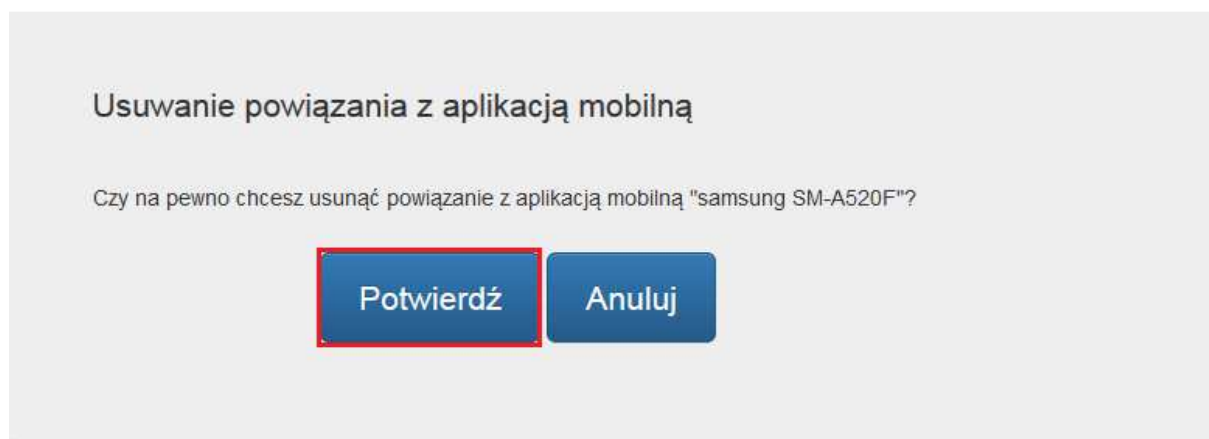 Usuwanie powiązania z aplikacją mobilną
Czy na pewno chcesz usunąć powiązanie z aplikacją mobilną "samsung SM-A520F"?
Potwierdź Anuluj